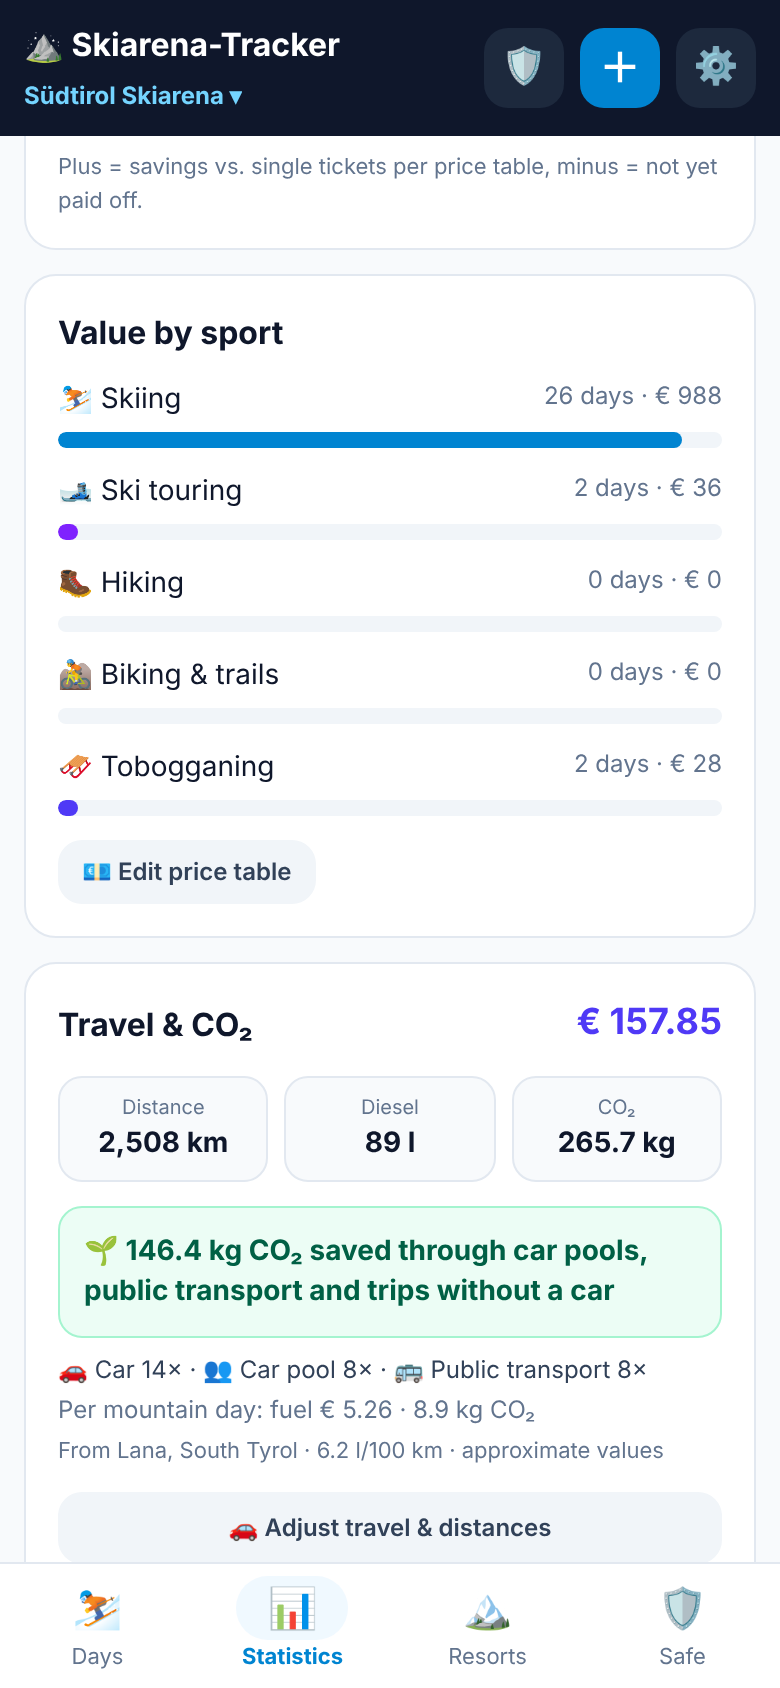 Skiarena-Tracker
Südtirol Skiarena ▾
Plus = savings vs. single tickets per price table, minus = not yet
paid off.
Value by sport
Skiing
26 days · € 988
Ski touring
2 days · € 36
Hiking
0 days · € 0
Biking & trails
0 days · € 0
Tobogganing
2 days · € 28
Edit price table
Travel & CO₂
€ 157.85
Distance
2,508 km
Diesel
89 l
CO₂
265.7 kg
146.4 kg CO₂ saved through car pools,
public transport and trips without a car
Car 14× · Car pool 8× · Public transport 8×
Per mountain day: fuel € 5.26 · 8.9 kg CO₂
From Lana, South Tyrol · 6.2 l/100 km · approximate values
Adjust travel & distances
Days
Statistics
Resorts
Safe